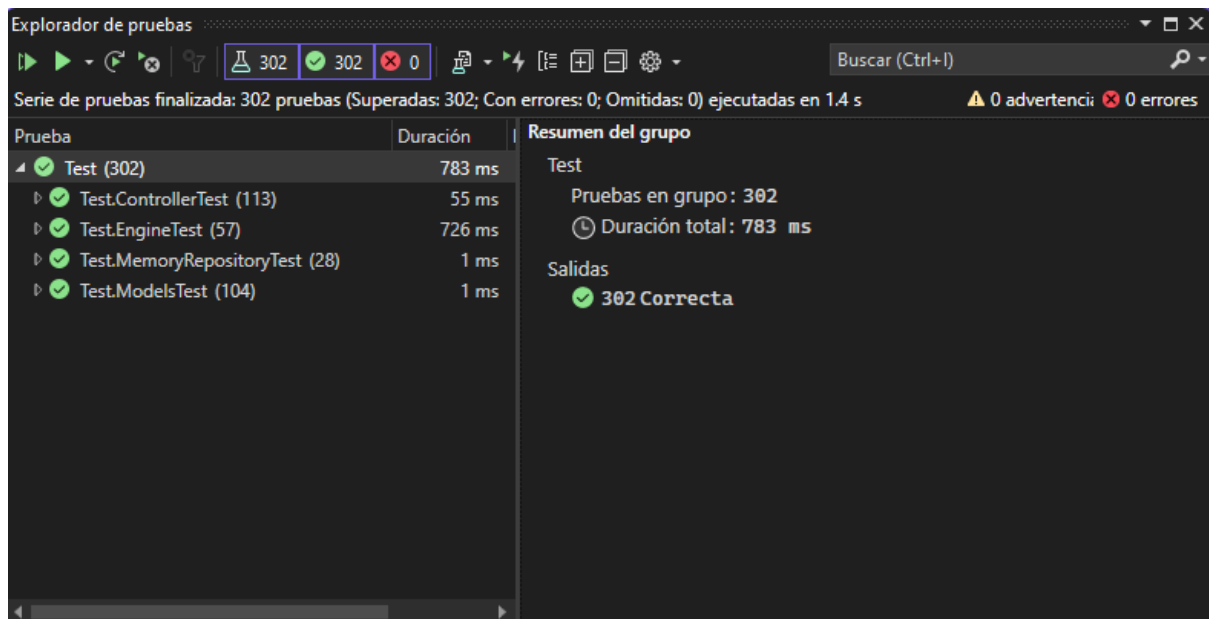 Explorador de pruebas
302 302 0 Buscar (Ctrl+I)
Serie de pruebas finalizada: 302 pruebas (Superadas: 302; Con errores: 0; Omitidas: 0) ejecutadas en 1.4 s 0 advertenci 0 errores
Prueba Duración
Test (302) 783 ms
Test.ControllerTest (113) 55 ms
Test.EngineTest (57) 726 ms
Test.MemoryRepositoryTest (28) 1 ms
Test.ModelsTest (104) 1 ms
Resumen del grupo
Test
Pruebas en grupo: 302
Duración total: 783 ms
Salidas
302 Correcta